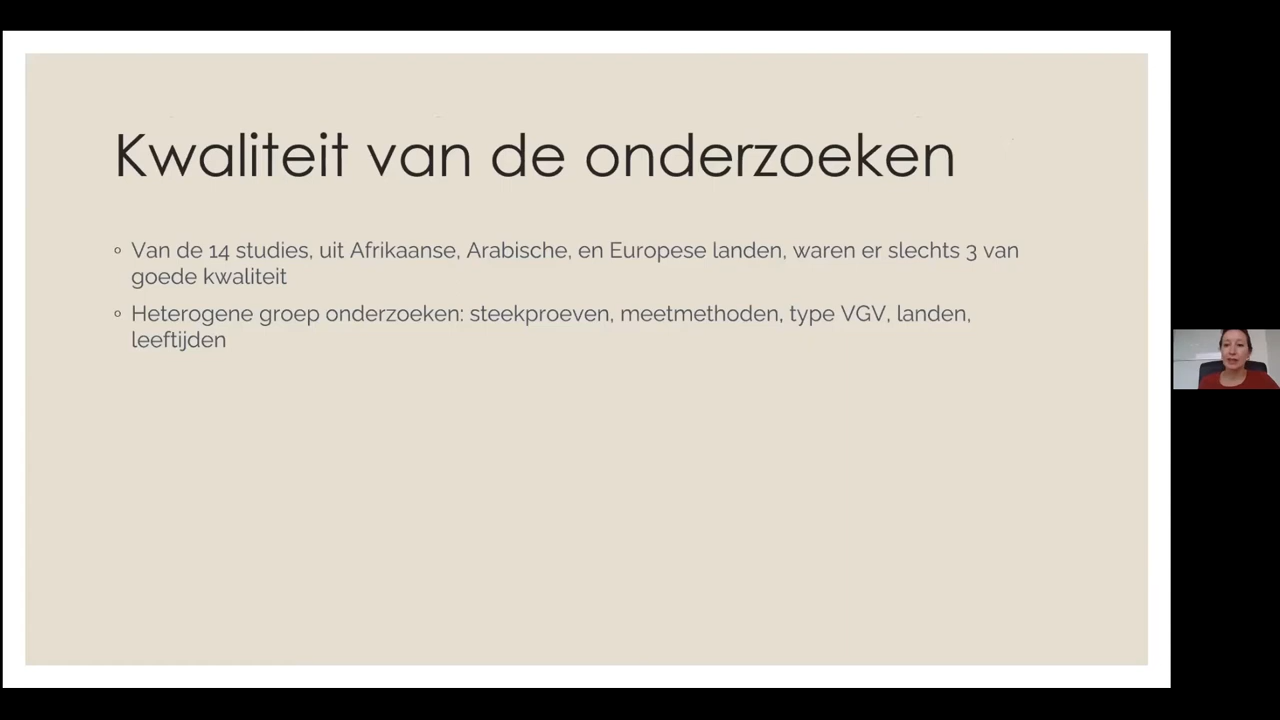 Kwaliteit van de onderzoeken
◦ Van de 14 studies, uit Afrikaanse, Arabische, en Europese landen, waren er slechts 3 van
goede kwaliteit
◦ Heterogene groep onderzoeken: steekproeven, meetmethoden, type VGV, landen,
leeftijden